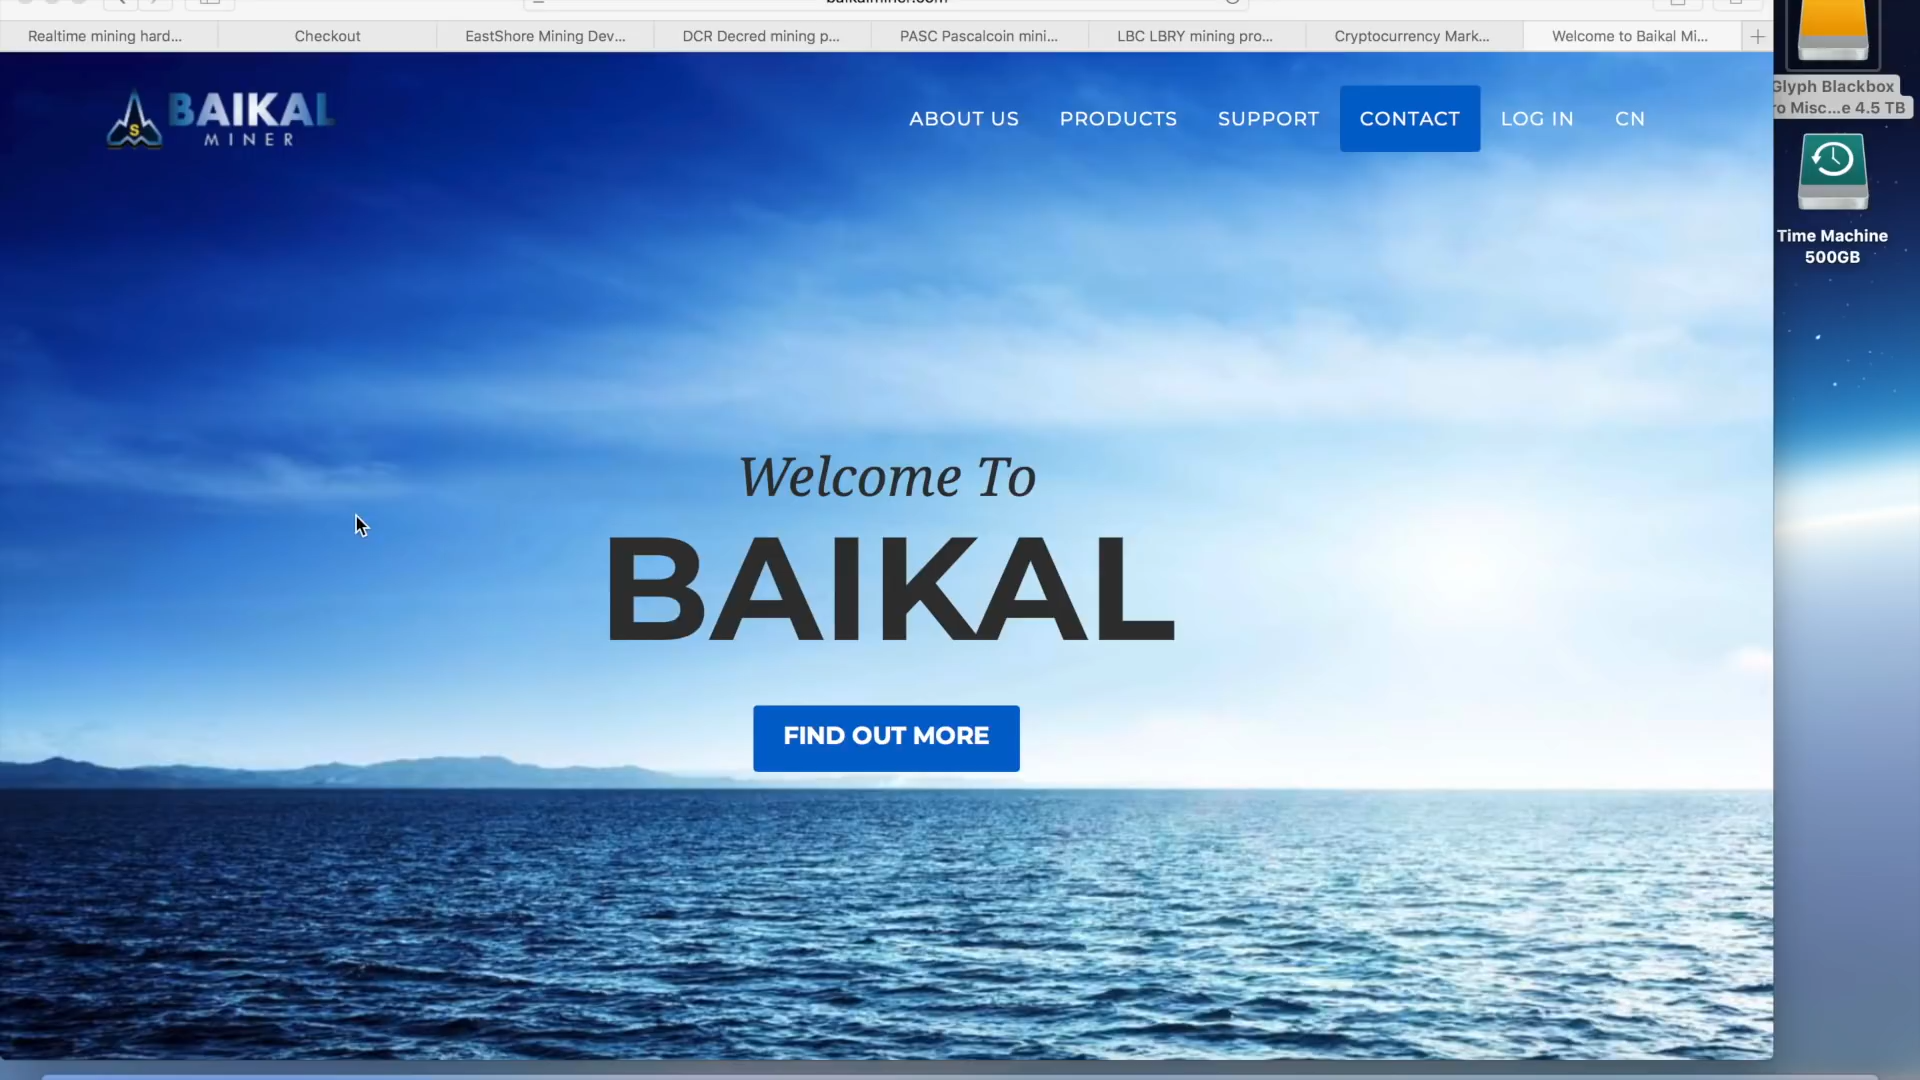 Realtime mining hard...
Checkout
EastShore Mining Dev...
DCR Decred mining p...
PASC Pascalcoin mini...
LBC LBRY mining pro...
Cryptocurrency Mark...
Welcome to Baikal Mi...
Glyph Blackbox
ro Misc...e 4.5 TB
BAIKAL
MINER
ABOUT US
PRODUCTS
SUPPORT
CONTACT
LOG IN
CN
Time Machine
500GB
Welcome To
BAIKAL
FIND OUT MORE